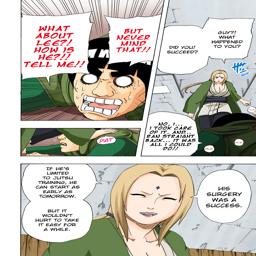 GUY?!
WHAT
HAPPENED
TO YOU?
DID YOU
SUCCEED?
BUT
NEVER
MIND
THAT!!
WHAT
ABOUT
LEE?!
HOW IS
HE?!?
TELL ME!!
NO, I...
I TOOK CARE
OF IT, AND...
RAN STRAIGHT
BACK... IT WAS
ALL I COULD
DO!!
PAT
HIS
SURGERY
WAS A
SUCCESS.
IF HE'S
LIMITED
TO JUTSU
TRAINING, HE
CAN START AS
EARLY AS
TOMORROW.
BUT IT
WOULDN'T
HURT TO TAKE
IT EASY FOR
A WHILE.